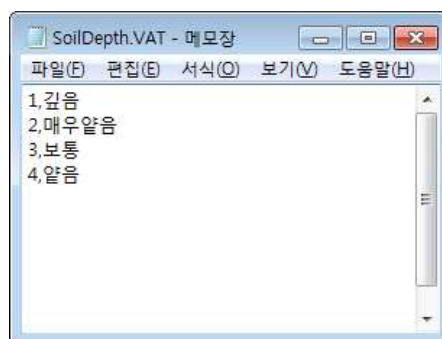 SoilDepth.VAT - 메모장
파일(F) 편집(E) 서식(O) 보기(V) 도움말(H)
1,깊음
2,매우얕음
3,보통
4,얕음